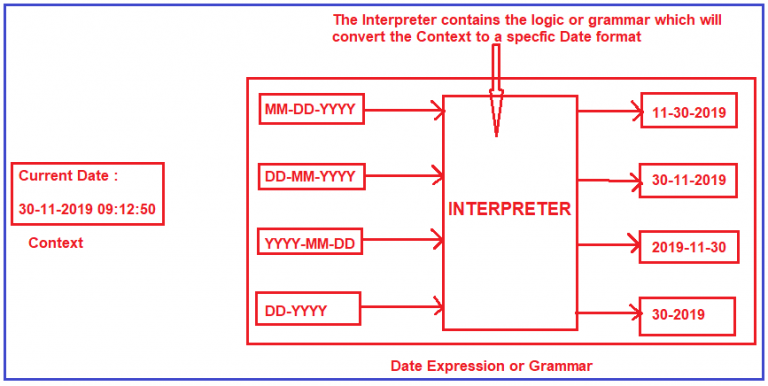 The Interpreter contains the logic or grammar which will
convert the Context to a specfic Date format
MM-DD-YYYY
11-30-2019
Current Date :
30-11-2019 09:12:50
Context
DD-MM-YYYY
30-11-2019
INTERPRETER
YYYY-MM-DD
2019-11-30
DD-YYYY
30-2019
Date Expression or Grammar